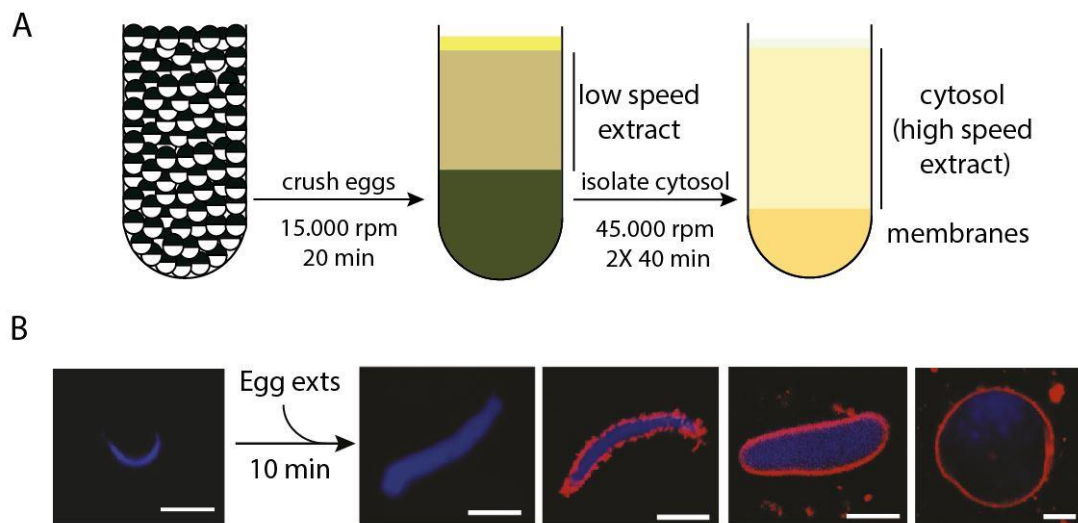 A
crush eggs
15.000 rpm
20 min
low speed
extract
isolate cytosol
45.000 rpm
2X 40 min
cytosol
(high speed
extract)
membranes
B
Egg exts
10 min